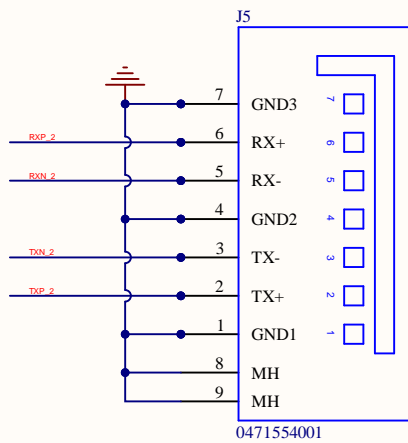 J5
7 GND3 7
RXP_2 6 RX+ 6
RXN_2 5 RX- 5
4 GND2 4
TXN_2 3 TX- 3
TXP_2 2 TX+ 2
1 GND1 1
8 MH
9 MH
0471554001